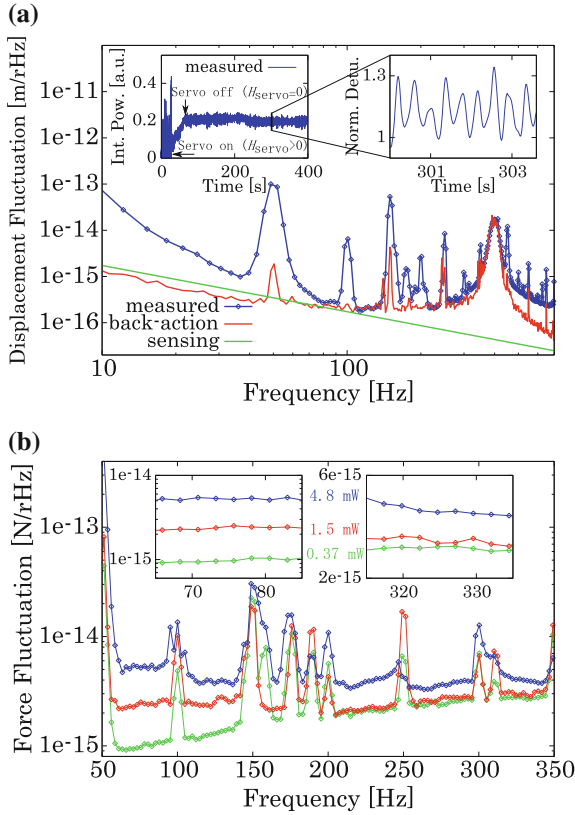 (a)
Displacement Fluctuation [m/rHz]
1e-11
1e-12
1e-13
1e-14
1e-15
1e-16
Int. Pow. [a.u.]
0.4
0.2
0
measured
Servo off (Hservo=0)
Servo on (Hservo>0)
0 200 400
Time [s]
Norm. Detu.
1.3
1
301 303
Time [s]
measured
back-action
sensing
10 100
Frequency [Hz]
(b)
Force Fluctuation [N/rHz]
1e-13
1e-14
1e-15
1e-14
1e-15
70 80
4.8 mW
1.5 mW
0.37 mW
6e-15
2e-15
320 330
50 100 150 200 250 300 350
Frequency [Hz]